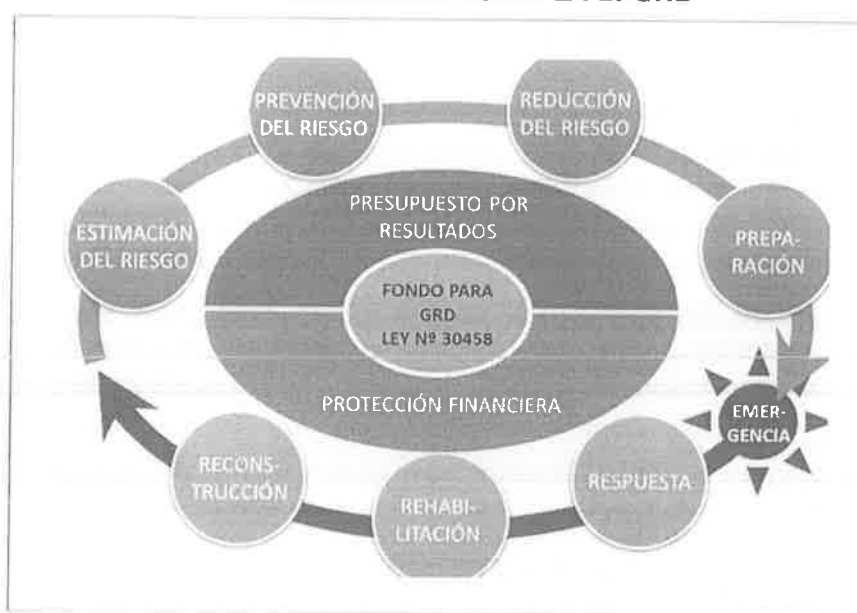 PREVENCIÓN
DEL RIESGO
REDUCCIÓN
DEL RIESGO
ESTIMACIÓN
DEL RIESGO
PRESUPUESTO POR
RESULTADOS
PREPA-
RACIÓN
FONDO PARA
GRD
LEY Nº 30458
PROTECCIÓN FINANCIERA
EMER-
GENCIA
RECONS-
TRUCCIÓN
REHABI-
LITACIÓN
RESPUESTA